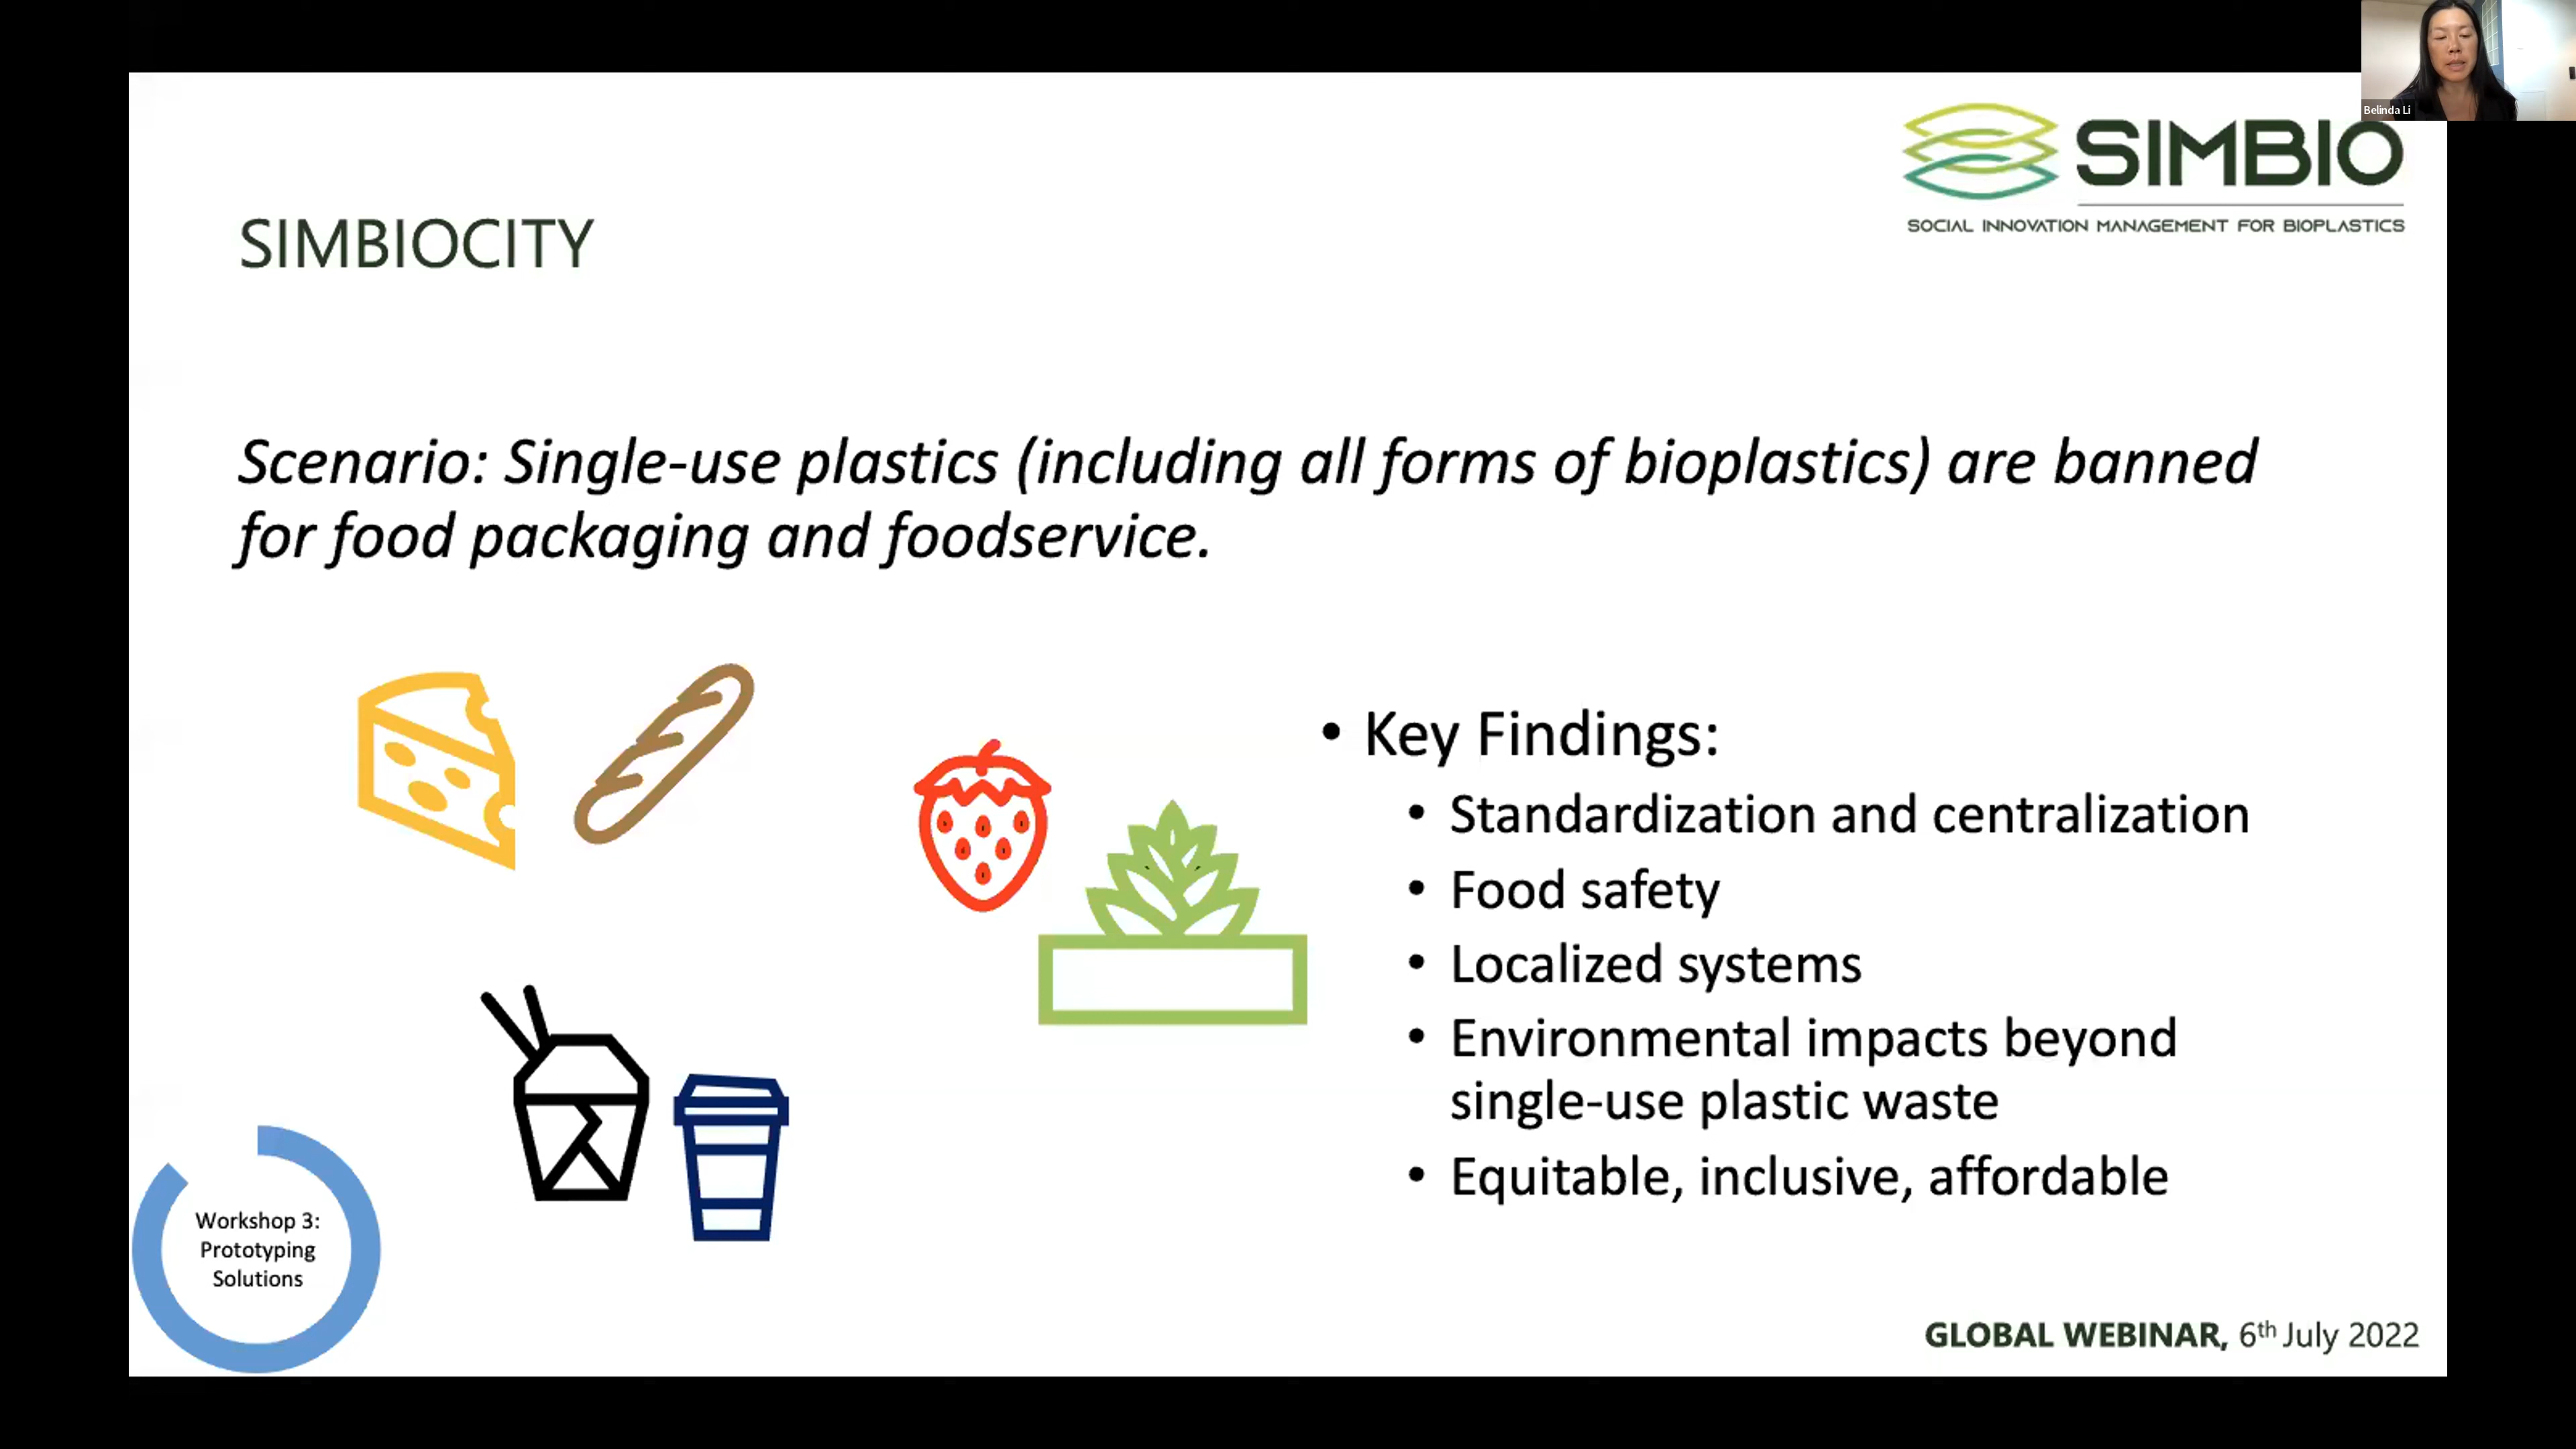 Belinda Li
SIMBIO
SOCIAL INNOVATION MANAGEMENT FOR BIOPLASTICS
SIMBIOCITY
Scenario: Single-use plastics (including all forms of bioplastics) are banned
for food packaging and foodservice.
• Key Findings:
• Standardization and centralization
• Food safety
• Localized systems
• Environmental impacts beyond
single-use plastic waste
• Equitable, inclusive, affordable
Workshop 3:
Prototyping
Solutions
GLOBAL WEBINAR, 6th July 2022